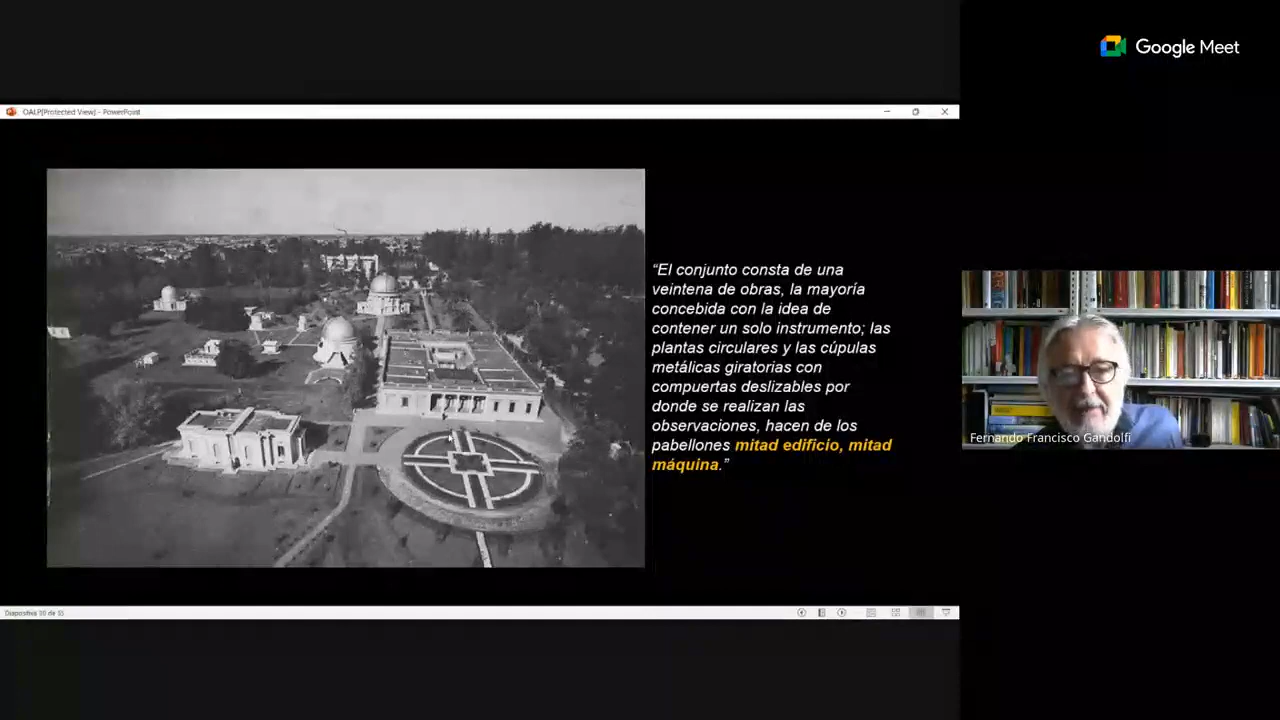 Google Meet
OALP[Protected View] - PowerPoint
“El conjunto consta de una
veintena de obras, la mayoría
concebida con la idea de
contener un solo instrumento; las
plantas circulares y las cúpulas
metálicas giratorias con
compuertas deslizables por
donde se realizan las
observaciones, hacen de los
pabellones mitad edificio, mitad
máquina.”
Fernando Francisco Gandolfi